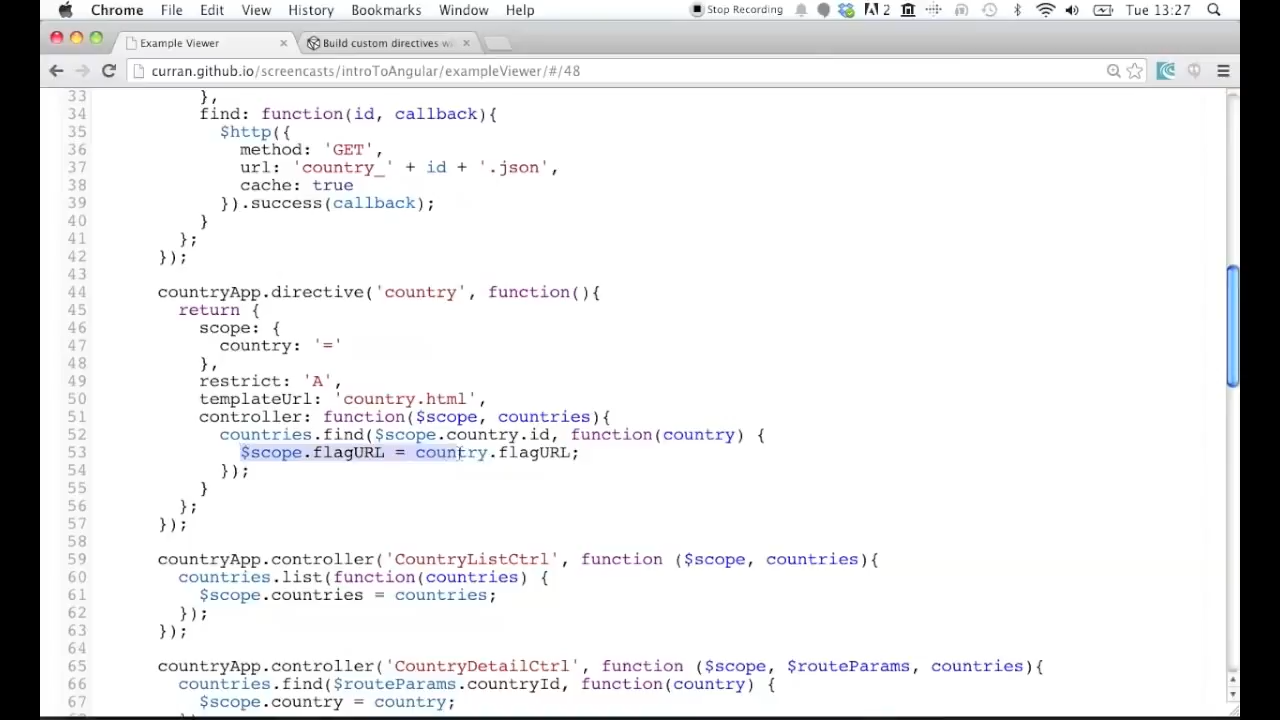 Chrome File Edit View History Bookmarks Window Help Stop Recording 2 Tue 13:27
Example Viewer × Build custom directives w ×
curran.github.io/screencasts/introToAngular/exampleViewer/#/48
33 },
34 find: function(id, callback){
35 $http({
36 method: 'GET',
37 url: 'country_' + id + '.json',
38 cache: true
39 }).success(callback);
40 }
41 };
42 });
43
44 countryApp.directive('country', function(){
45 return {
46 scope: {
47 country: '='
48 },
49 restrict: 'A',
50 templateUrl: 'country.html',
51 controller: function($scope, countries){
52 countries.find($scope.country.id, function(country) {
53 $scope.flagURL = country.flagURL;
54 });
55 }
56 };
57 });
58
59 countryApp.controller('CountryListCtrl', function ($scope, countries){
60 countries.list(function(countries) {
61 $scope.countries = countries;
62 });
63 });
64
65 countryApp.controller('CountryDetailCtrl', function ($scope, $routeParams, countries){
66 countries.find($routeParams.countryId, function(country) {
67 $scope.country = country;